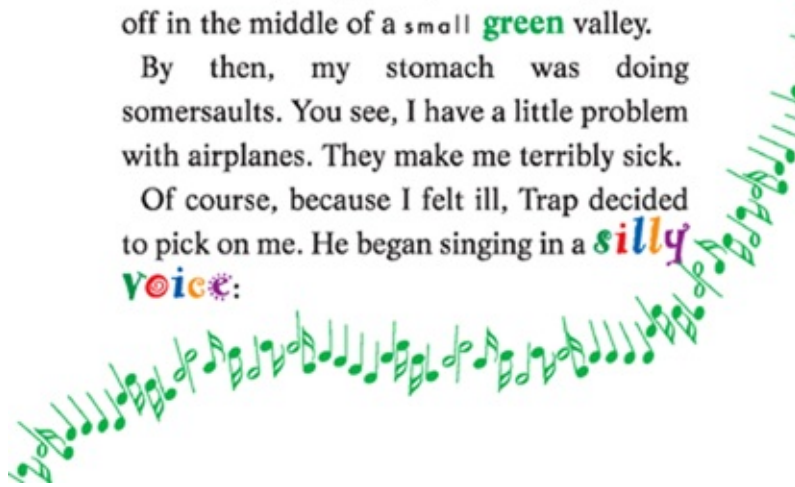 off in the middle of a small green valley.
By then, my stomach was doing
somersaults. You see, I have a little problem
with airplanes. They make me terribly sick.
Of course, because I felt ill, Trap decided
to pick on me. He began singing in a silly
voice: